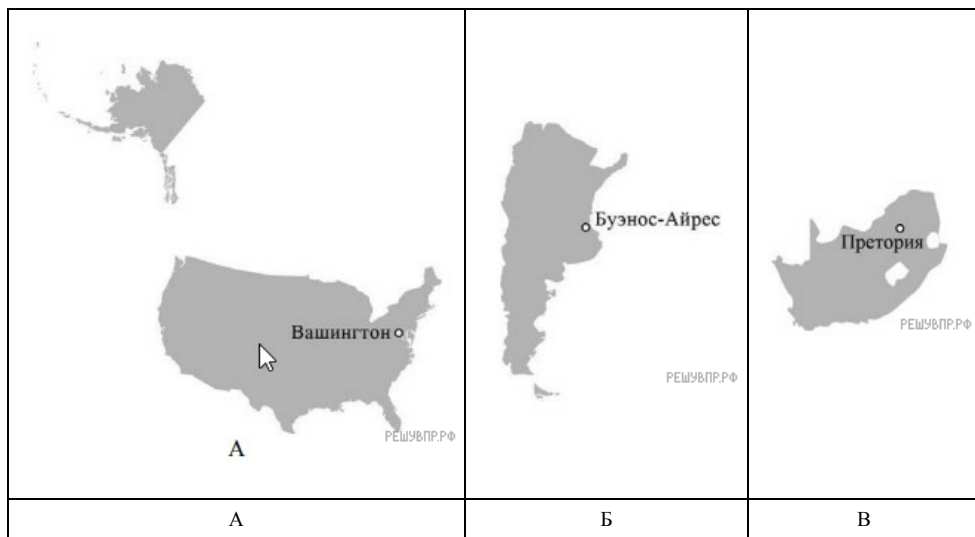 Вашингтон
РЕШУВПР.РФ
А
Буэнос-Айрес
РЕШУВПР.РФ
Претория
РЕШУВПР.РФ
А
Б
В